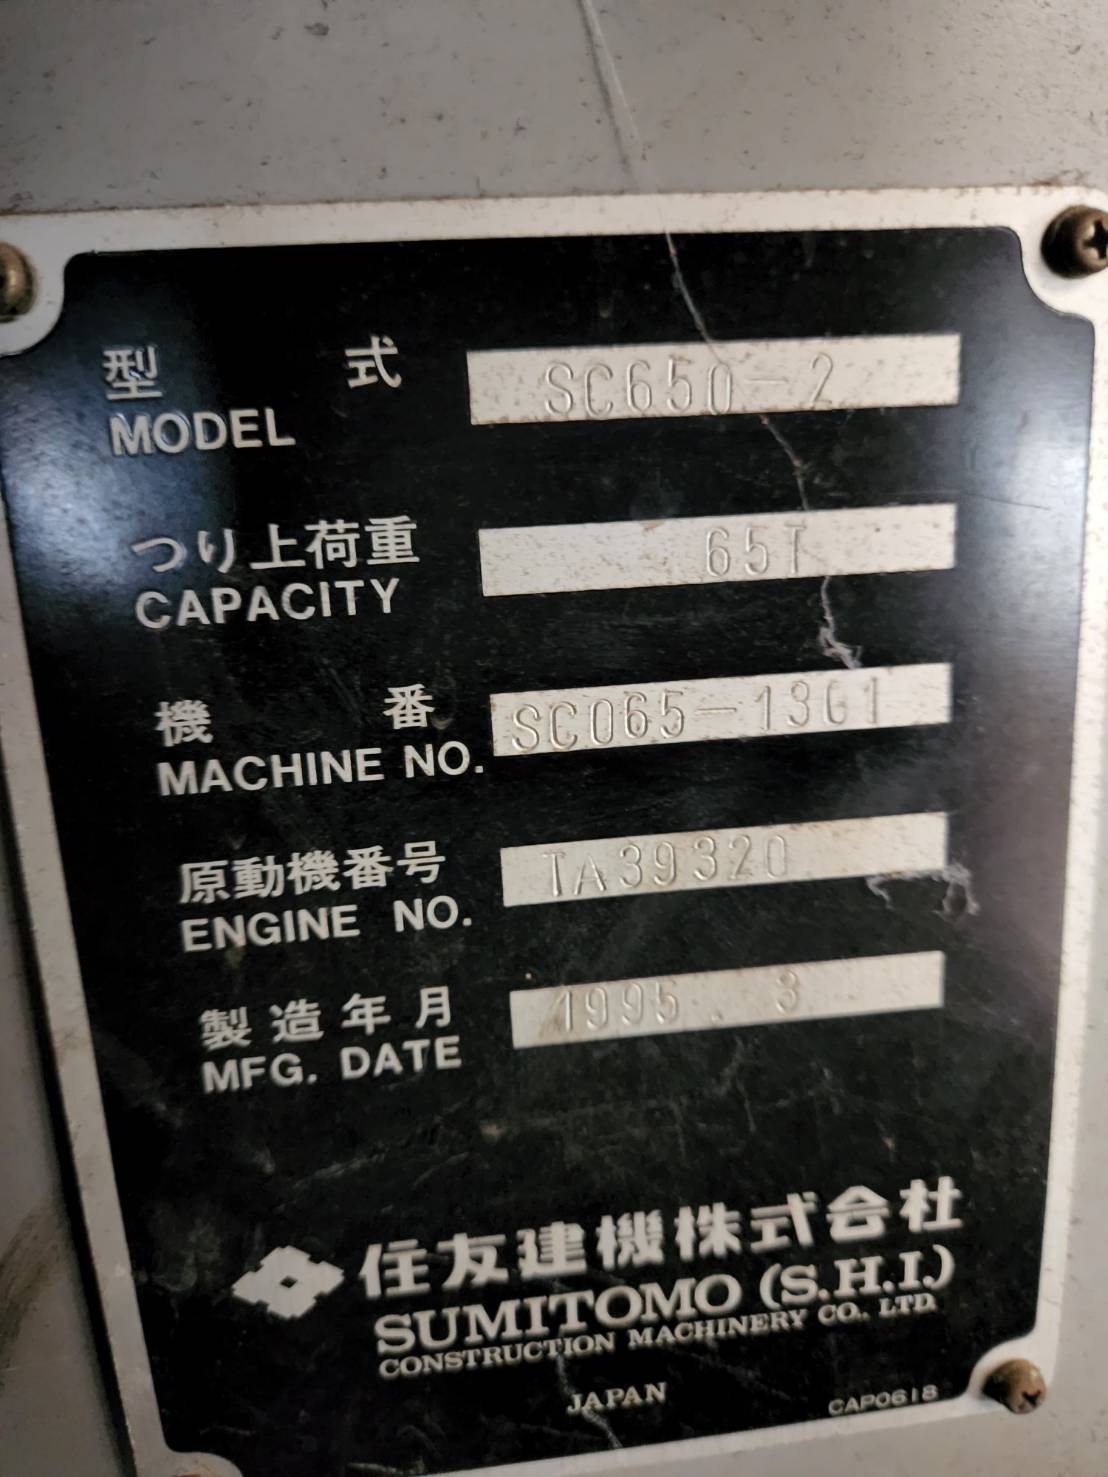 型 式 SC650-2
MODEL
つり上荷重 65T
CAPACITY
機 番 SC065-1301
MACHINE NO.
原動機番号 TA39320
ENGINE NO.
製造年月 1995. 3
MFG. DATE
住友建機株式会社
SUMITOMO (S.H.I.)
CONSTRUCTION MACHINERY CO., LTD.
JAPAN
CAP0618